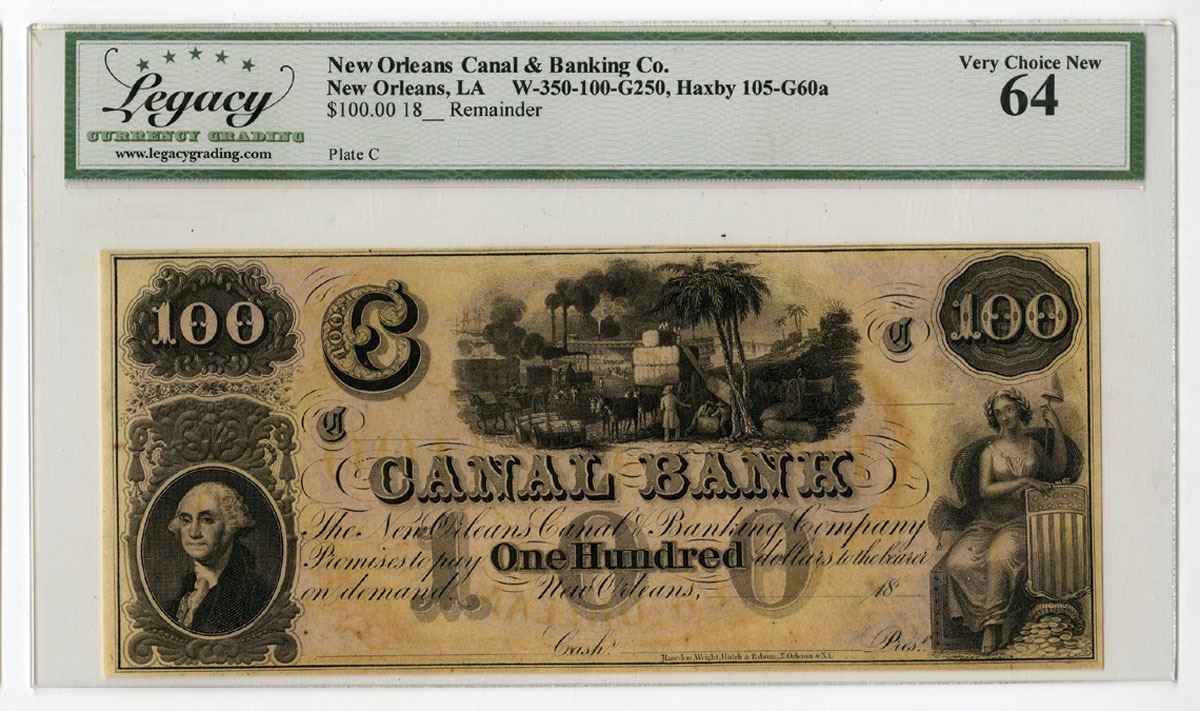 Legacy
CURRENCY GRADING
www.legacygrading.com
New Orleans Canal & Banking Co.
New Orleans, LA W-350-100-G250, Haxby 105-G60a
$100.00 18__ Remainder
Plate C
Very Choice New
64
100
C
100
C
100
C
CANAL BANK
The New Orleans Canal & Banking Company
Promises to pay One Hundred dollars to the bearer
on demand. New Orleans, 18
100
Cash.r Pres.t
Rawdon, Wright, Hatch & Edson, N. Orleans & N.Y.